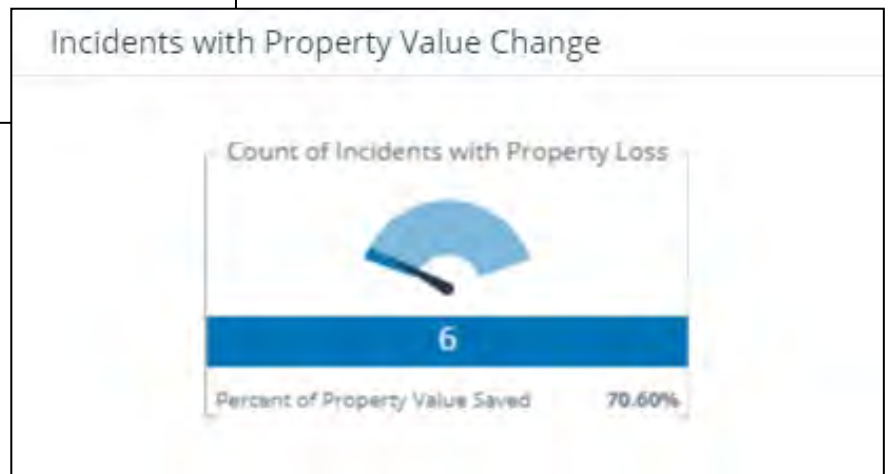 Incidents with Property Value Change
Count of Incidents with Property Loss
6
Percent of Property Value Saved 70.60%